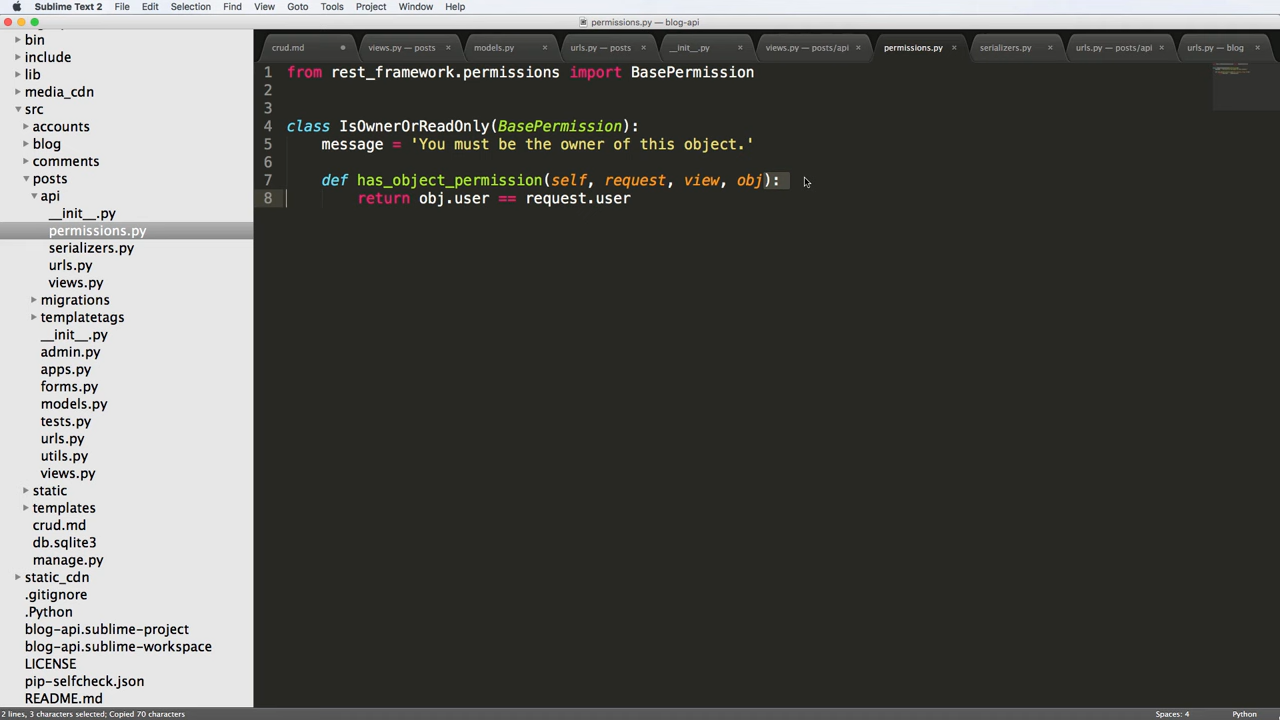 Sublime Text 2 File Edit Selection Find View Goto Tools Project Window Help
permissions.py — blog-api
crud.md views.py — posts models.py urls.py — posts __init__.py views.py — posts/api permissions.py serializers.py urls.py — posts/api urls.py — blog
bin
include
lib
media_cdn
src
accounts
blog
comments
posts
api
__init__.py
permissions.py
serializers.py
urls.py
views.py
migrations
templatetags
__init__.py
admin.py
apps.py
forms.py
models.py
tests.py
urls.py
utils.py
views.py
static
templates
crud.md
db.sqlite3
manage.py
static_cdn
.gitignore
.Python
blog-api.sublime-project
blog-api.sublime-workspace
LICENSE
pip-selfcheck.json
README.md
1 from rest_framework.permissions import BasePermission
2
3
4 class IsOwnerOrReadOnly(BasePermission):
5 message = 'You must be the owner of this object.'
6
7 def has_object_permission(self, request, view, obj):
8 return obj.user == request.user
2 lines, 3 characters selected; Copied 70 characters Spaces: 4 Python